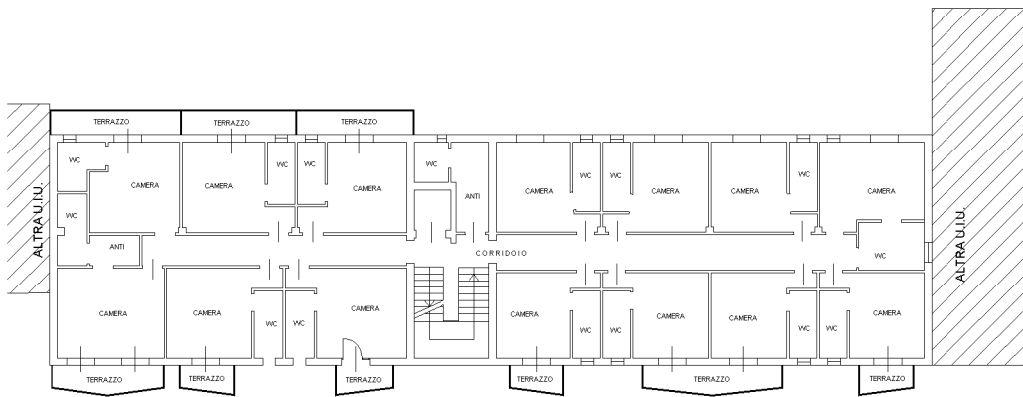 TERRAZZO TERRAZZO TERRAZZO
WC WC WC WC WC WC WC
CAMERA CAMERA CAMERA ANTI CAMERA CAMERA CAMERA CAMERA
WC
ALTRA U.I.U.
ANTI
CORRIDOIO
WC
ALTRA U.I.U.
CAMERA CAMERA CAMERA CAMERA CAMERA CAMERA CAMERA
WC WC WC WC WC WC
TERRAZZO TERRAZZO TERRAZZO TERRAZZO TERRAZZO TERRAZZO